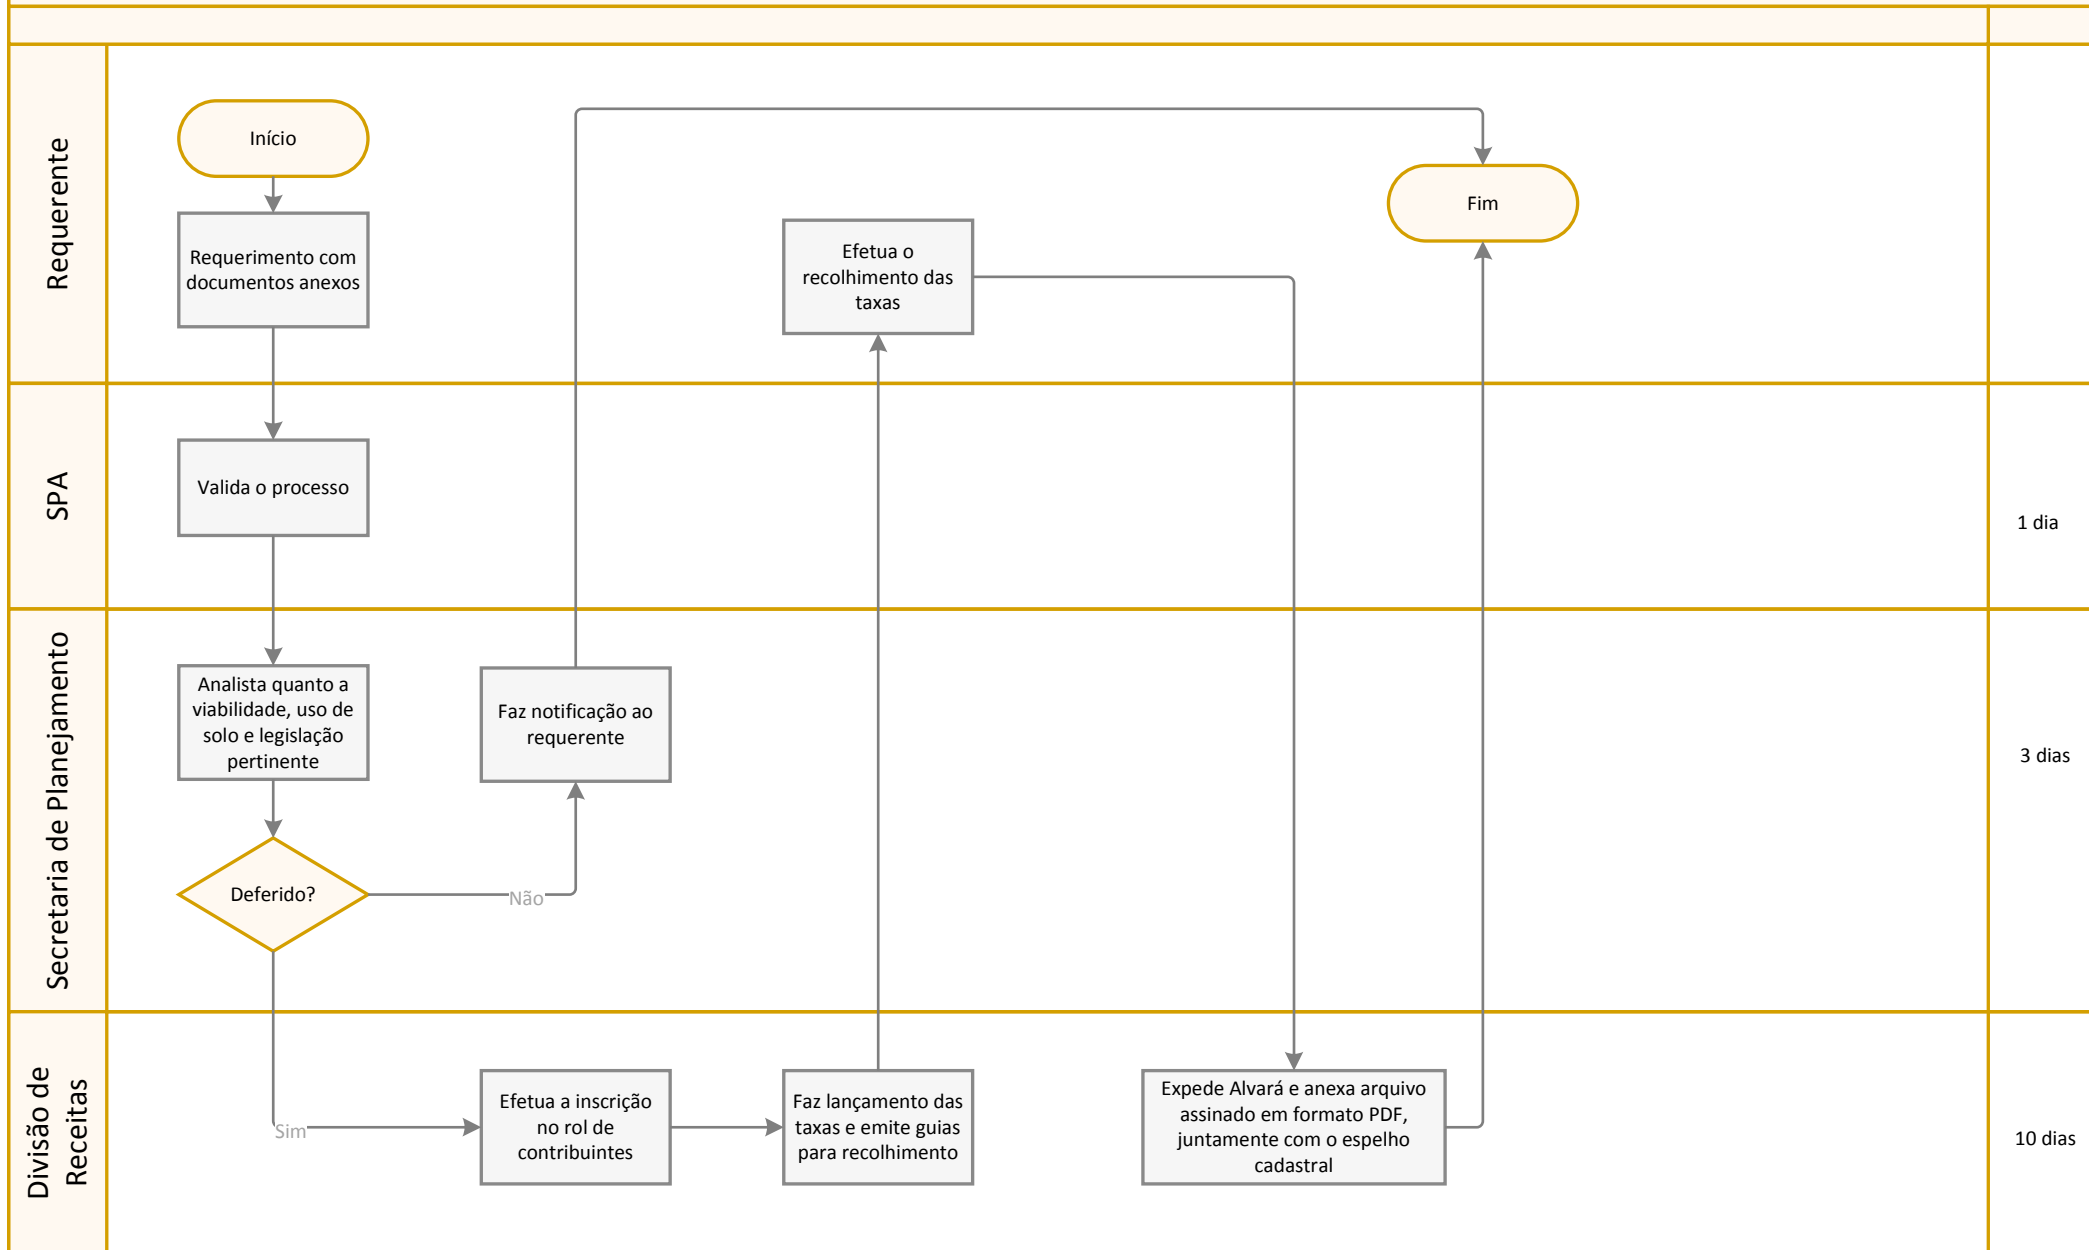 Requerente
Início
Requerimento com
documentos anexos
Efetua o
recolhimento das
taxas
Fim
SPA
Valida o processo
1 dia
Secretaria de Planejamento
Analista quanto a
viabilidade, uso de
solo e legislação
pertinente
Faz notificação ao
requerente
3 dias
Deferido?
Não
Divisão de
Receitas
Sim
Efetua a inscrição
no rol de
contribuintes
Faz lançamento das
taxas e emite guias
para recolhimento
Expede Alvará e anexa arquivo
assinado em formato PDF,
juntamente com o espelho
cadastral
10 dias